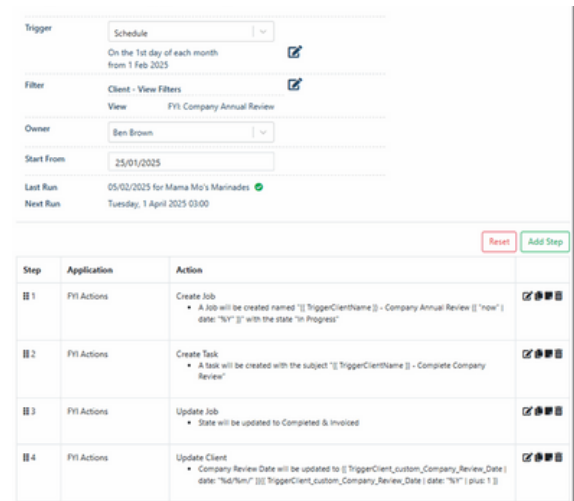 Trigger
Schedule
On the 1st day of each month
from 1 Feb 2025
Filter
Client - View Filters
View FYI: Company Annual Review
Owner
Ben Brown
Start From
25/01/2025
Last Run 05/02/2025 for Mama Mo's Marinades
Next Run Tuesday, 1 April 2025 03:00
Reset Add Step
Step Application Action
1 FYI Actions Create Job
A Job will be created named "{{ TriggerClientName }} - Company Annual Review {{ "now" |
date: "%Y" }}" with the state "In Progress"
2 FYI Actions Create Task
A task will be created with the subject "{{ TriggerClientName }} - Complete Company
Review"
3 FYI Actions Update Job
State will be updated to Completed & Invoiced
4 FYI Actions Update Client
Company Review Date will be updated to {{ TriggerClient_custom_Company_Review_Date |
date: "%d/%m/" }}{{ TriggerClient_custom_Company_Review_Date | date: "%Y" | plus: 1 }}